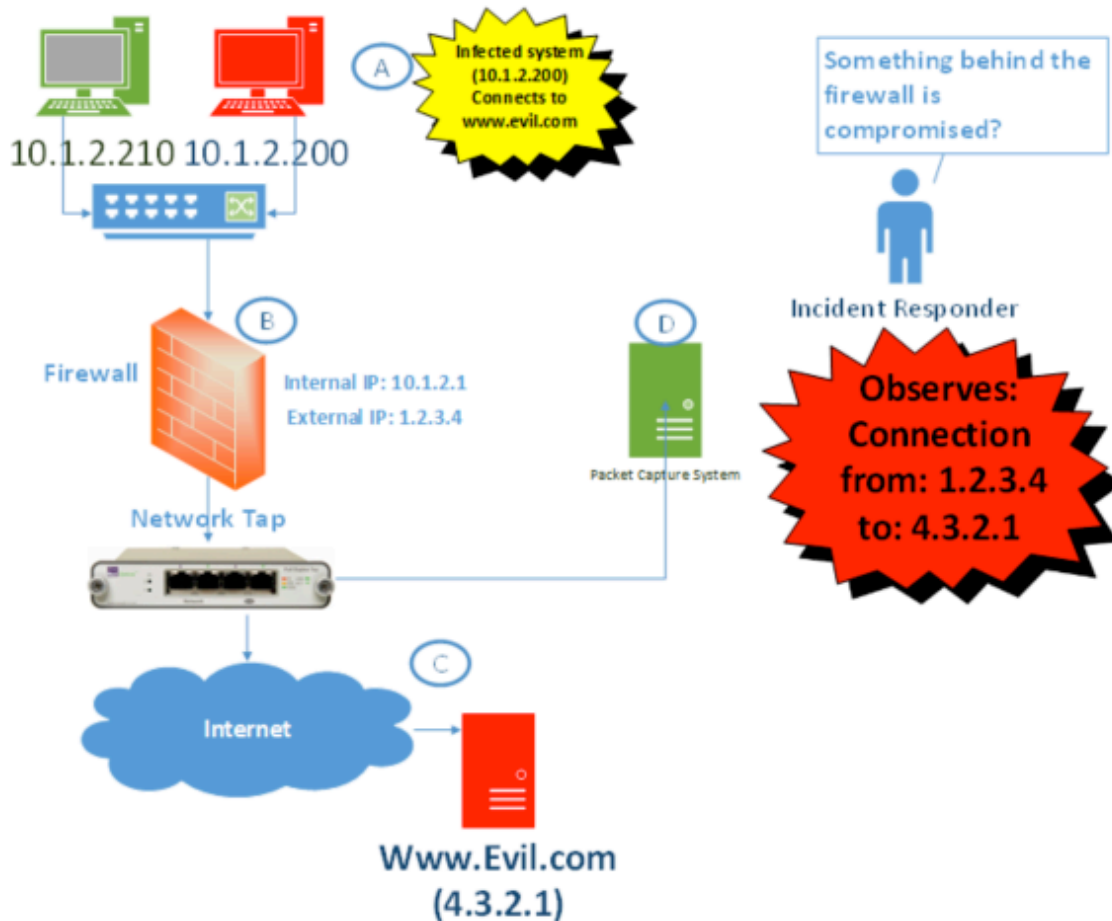 A
Infected system
(10.1.2.200)
Connects to
www.evil.com
Something behind the
firewall is
compromised?
10.1.2.210
10.1.2.200
B
Firewall
Internal IP: 10.1.2.1
External IP: 1.2.3.4
D
Packet Capture System
Incident Responder
Observes:
Connection
from: 1.2.3.4
to: 4.3.2.1
Network Tap
C
Internet
Www.Evil.com
(4.3.2.1)